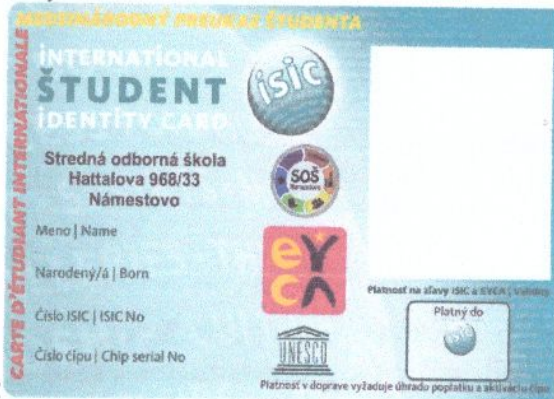 MEDZINÁRODNÝ PREUKAZ ŠTUDENTA
CARTE D'ÉTUDIANT INTERNATIONALE
INTERNATIONAL
ŠTUDENT
IDENTITY CARD
isic
Stredná odborná škola
Hattalova 968/33
Námestovo
SOŠ
Meno | Name
EYCA
Narodený/á | Born
Platnosť na zľavy ISIC a EYCA | Validity
Číslo ISIC | ISIC No
Platný do
Číslo čipu | Chip serial No
UNESCO
Platnosť v doprave vyžaduje úhradu poplatku a aktiváciu čipu